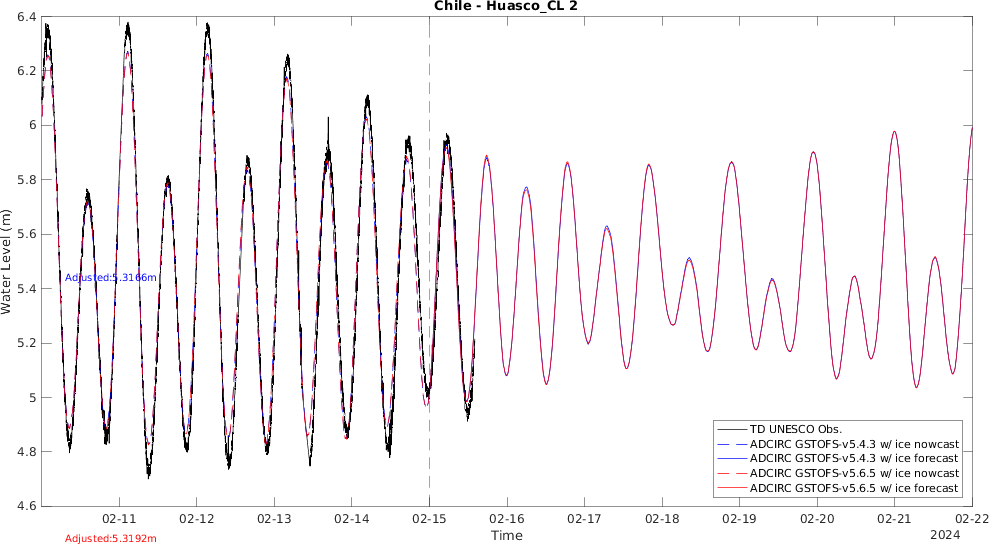 Chile - Huasco_CL 2
6.4
6.2
6
5.8
5.6
5.4
5.2
5
4.8
4.6
Water Level (m)
Adjusted:5.3166m
TD UNESCO Obs.
ADCIRC GSTOFS-v5.4.3 w/ ice nowcast
ADCIRC GSTOFS-v5.4.3 w/ ice forecast
ADCIRC GSTOFS-v5.6.5 w/ ice nowcast
ADCIRC GSTOFS-v5.6.5 w/ ice forecast
02-11 02-12 02-13 02-14 02-15 02-16 02-17 02-18 02-19 02-20 02-21 02-22
Time
2024
Adjusted:5.3192m